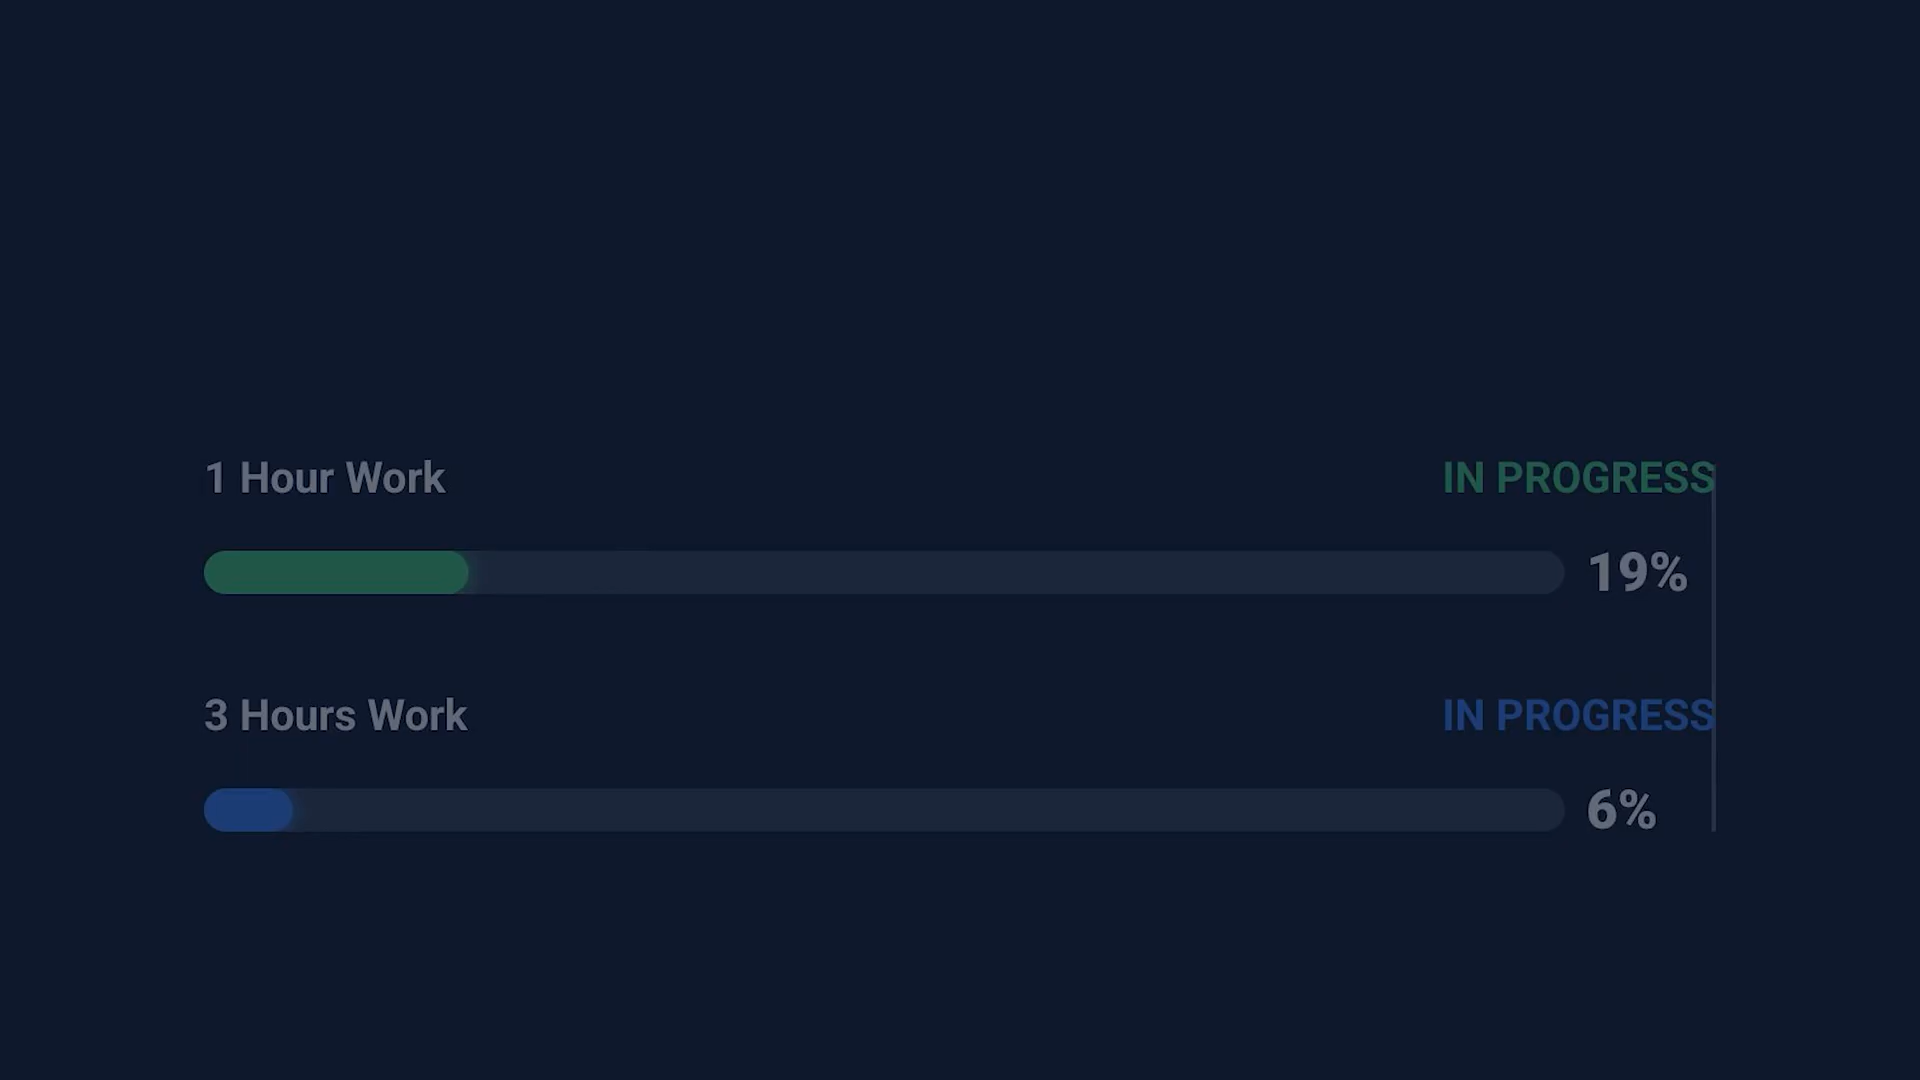 1 Hour Work
IN PROGRESS
19%
3 Hours Work
IN PROGRESS
6%